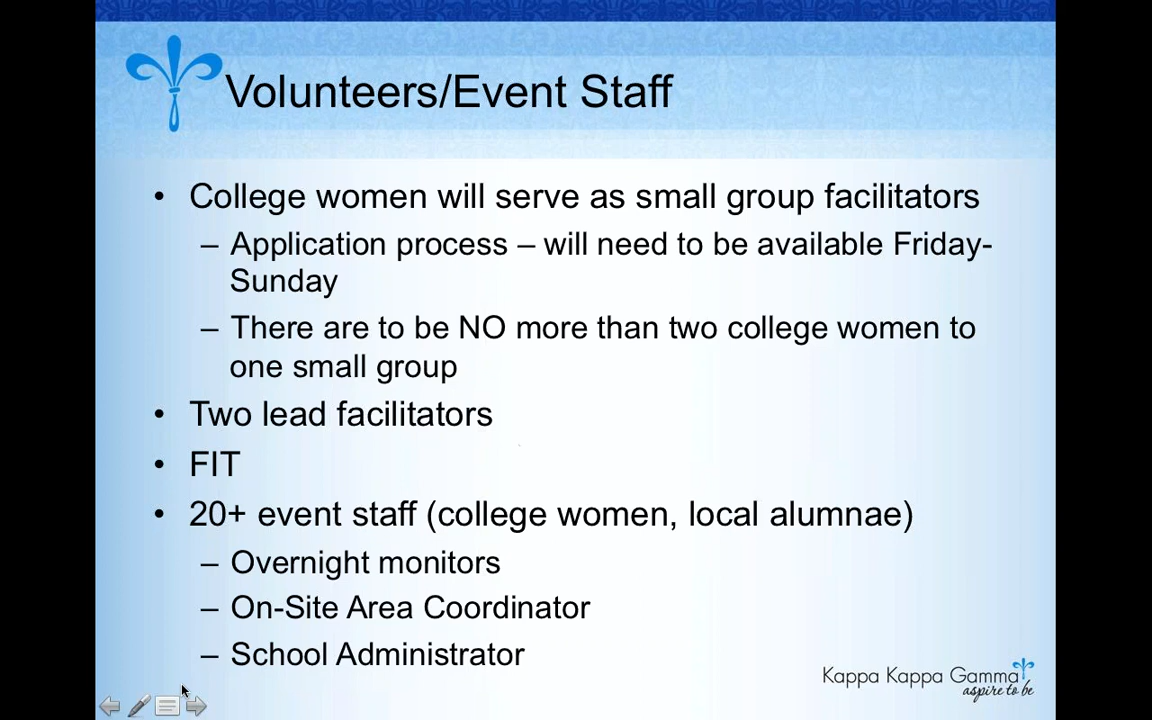 Volunteers/Event Staff
• College women will serve as small group facilitators
– Application process – will need to be available Friday-
Sunday
– There are to be NO more than two college women to
one small group
• Two lead facilitators
• FIT
• 20+ event staff (college women, local alumnae)
– Overnight monitors
– On-Site Area Coordinator
– School Administrator
Kappa Kappa Gamma
aspire to be